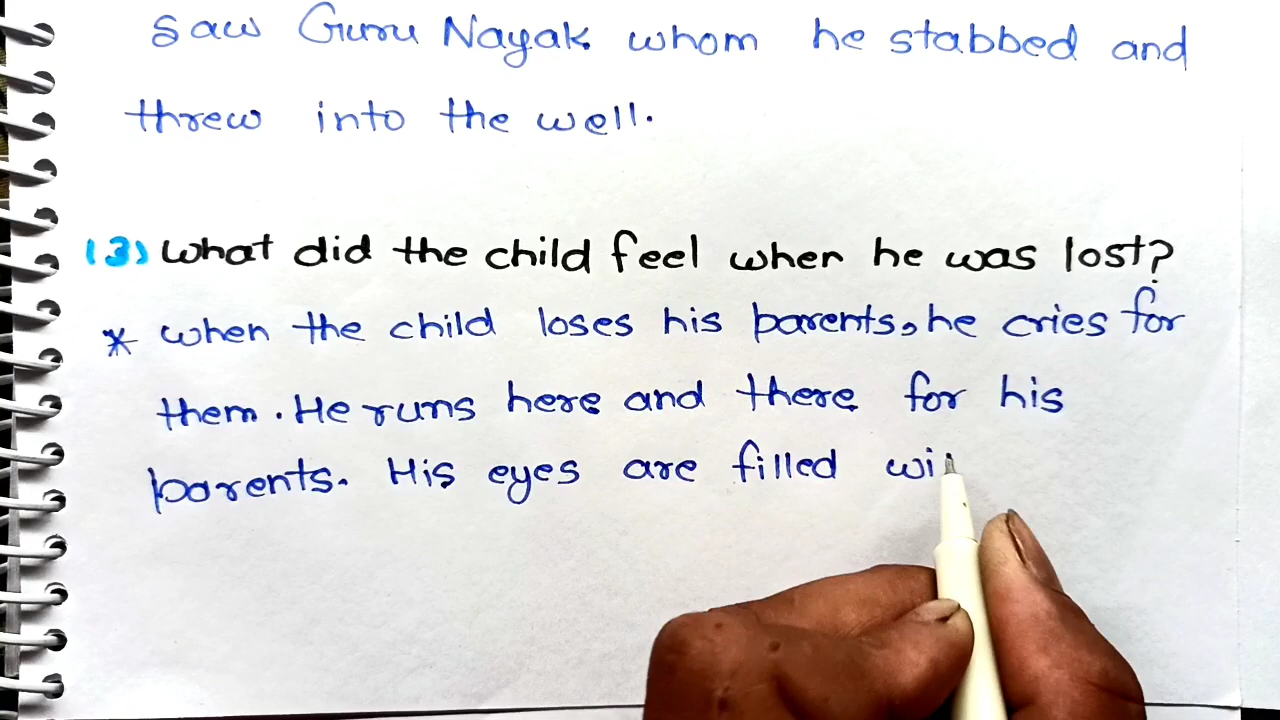 saw Guru Nayak whom he stabbed and
threw into the well.
(3) What did the child feel when he was lost?
* when the child loses his parents, he cries for
them. He runs here and there for his
parents. His eyes are filled wi